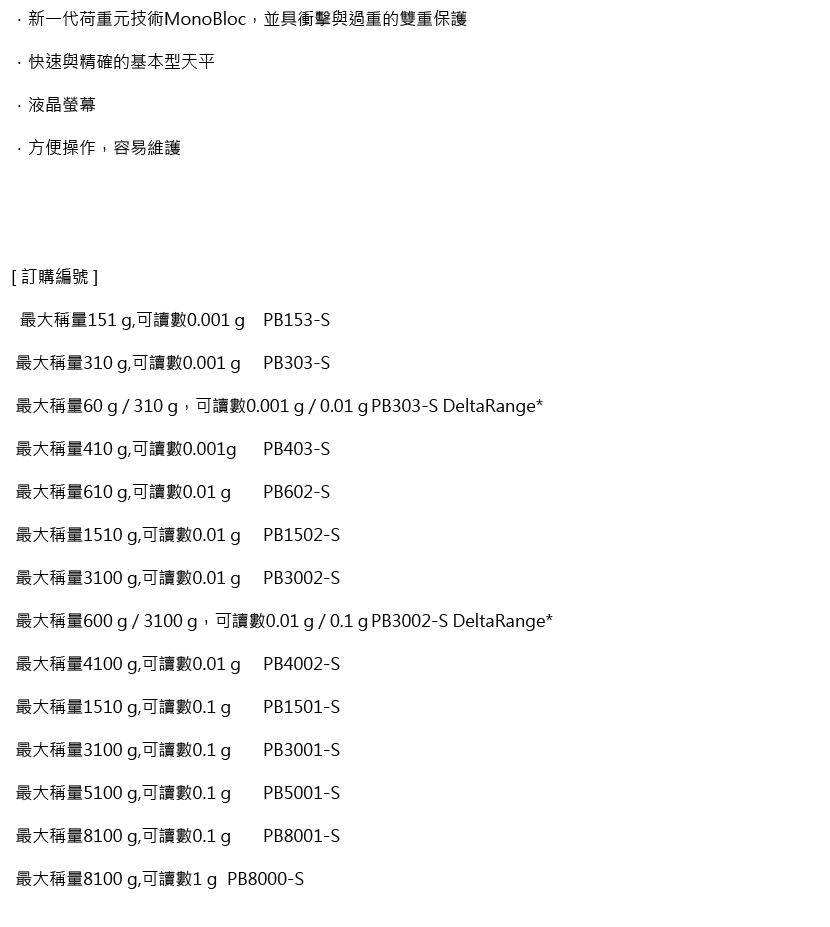 ．新一代荷重元技術MonoBloc，並具衝擊與過重的雙重保護
．快速與精確的基本型天平
．液晶螢幕
．方便操作，容易維護
[ 訂購編號 ]
最大稱量151 g,可讀數0.001 g PB153-S
最大稱量310 g,可讀數0.001 g PB303-S
最大稱量60 g / 310 g，可讀數0.001 g / 0.01 g PB303-S DeltaRange*
最大稱量410 g,可讀數0.001g PB403-S
最大稱量610 g,可讀數0.01 g PB602-S
最大稱量1510 g,可讀數0.01 g PB1502-S
最大稱量3100 g,可讀數0.01 g PB3002-S
最大稱量600 g / 3100 g，可讀數0.01 g / 0.1 g PB3002-S DeltaRange*
最大稱量4100 g,可讀數0.01 g PB4002-S
最大稱量1510 g,可讀數0.1 g PB1501-S
最大稱量3100 g,可讀數0.1 g PB3001-S
最大稱量5100 g,可讀數0.1 g PB5001-S
最大稱量8100 g,可讀數0.1 g PB8001-S
最大稱量8100 g,可讀數1 g PB8000-S